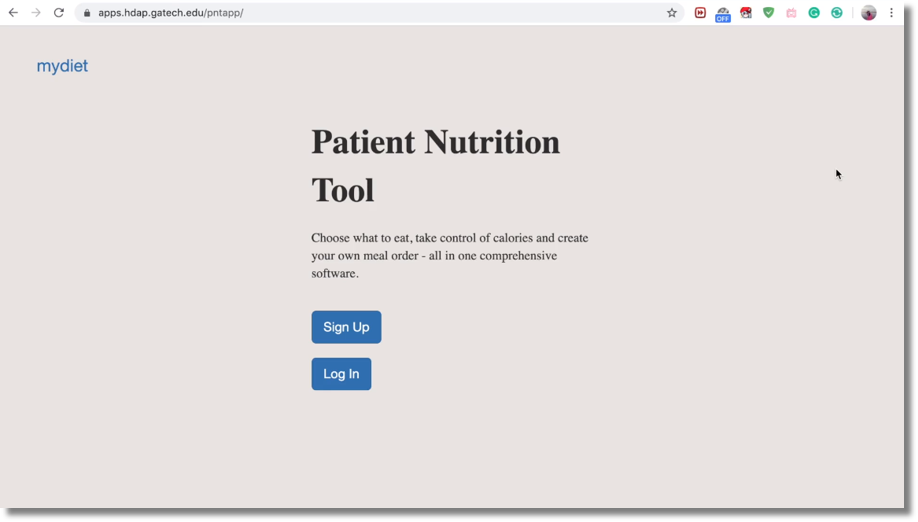 apps.hdap.gatech.edu/pntapp/
OFF
mydiet
Patient Nutrition
Tool
Choose what to eat, take control of calories and create
your own meal order - all in one comprehensive
software.
Sign Up
Log In